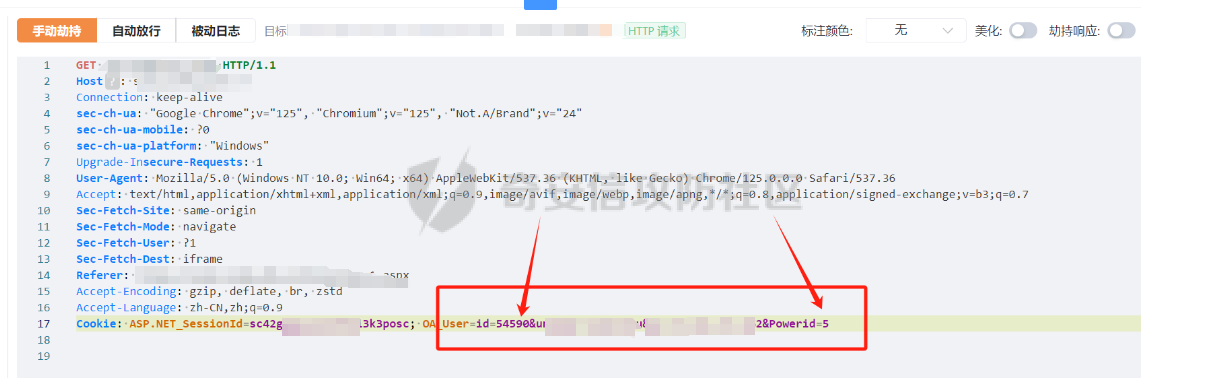 手动劫持 自动放行 被动日志 目标 HTTP 请求 标注颜色: 无 美化: 劫持响应:
1 GET HTTP/1.1
2 Host : s
3 Connection: keep-alive
4 sec-ch-ua: "Google Chrome";v="125", "Chromium";v="125", "Not.A/Brand";v="24"
5 sec-ch-ua-mobile: ?0
6 sec-ch-ua-platform: "Windows"
7 Upgrade-Insecure-Requests: 1
8 User-Agent: Mozilla/5.0 (Windows NT 10.0; Win64; x64) AppleWebKit/537.36 (KHTML, like Gecko) Chrome/125.0.0.0 Safari/537.36
9 Accept: text/html,application/xhtml+xml,application/xml;q=0.9,image/avif,image/webp,image/apng,*/*;q=0.8,application/signed-exchange;v=b3;q=0.7
10 Sec-Fetch-Site: same-origin
11 Sec-Fetch-Mode: navigate
12 Sec-Fetch-User: ?1
13 Sec-Fetch-Dest: iframe
14 Referer: .aspx
15 Accept-Encoding: gzip, deflate, br, zstd
16 Accept-Language: zh-CN,zh;q=0.9
17 Cookie: ASP.NET_SessionId=sc42g l3k3posc; OA_User=id=54590&u & 2&Powerid=5
18
19
奇安信攻防社区